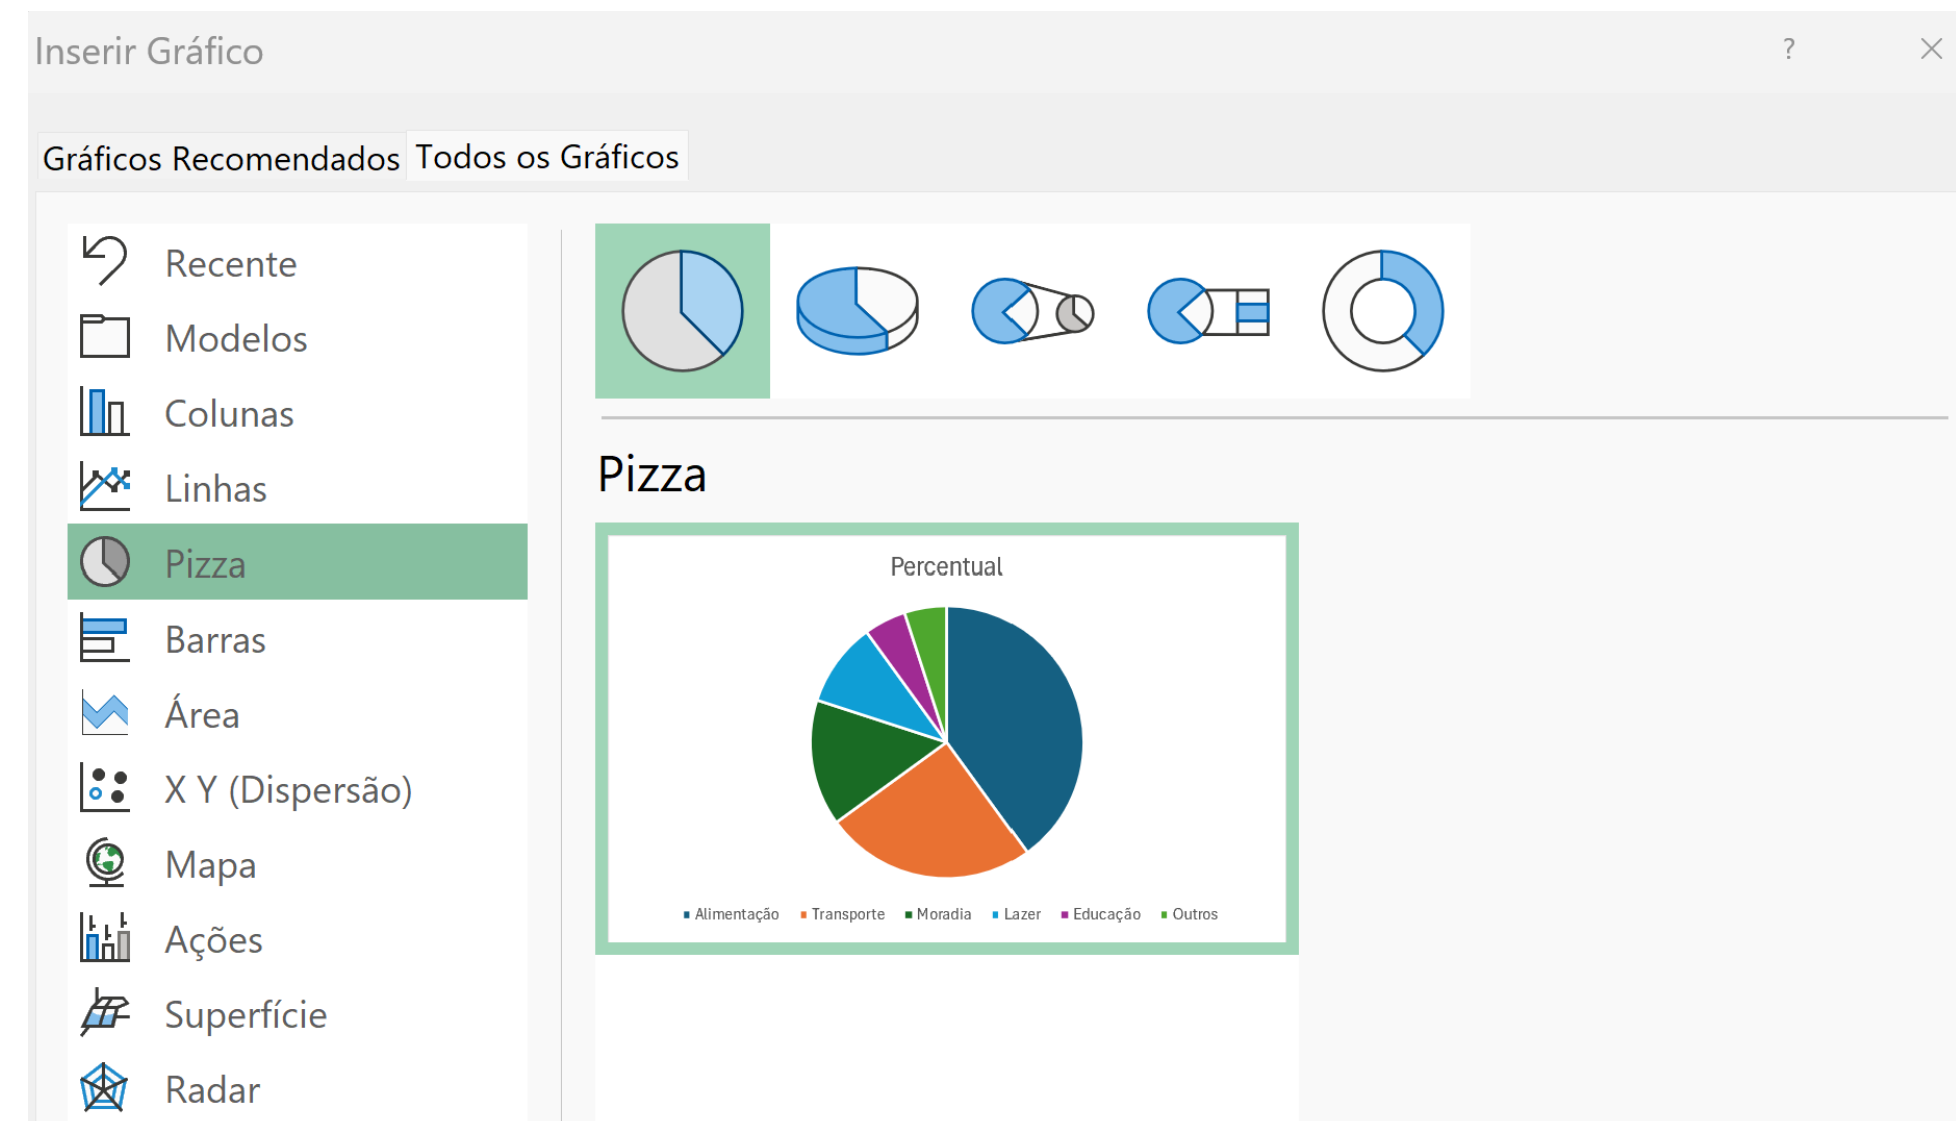 Inserir Gráfico
?
Gráficos Recomendados
Todos os Gráficos
Recente
Modelos
Colunas
Linhas
Pizza
Barras
Área
X Y (Dispersão)
Mapa
Ações
Superfície
Radar
Pizza
Percentual
Alimentação Transporte Moradia Lazer Educação Outros